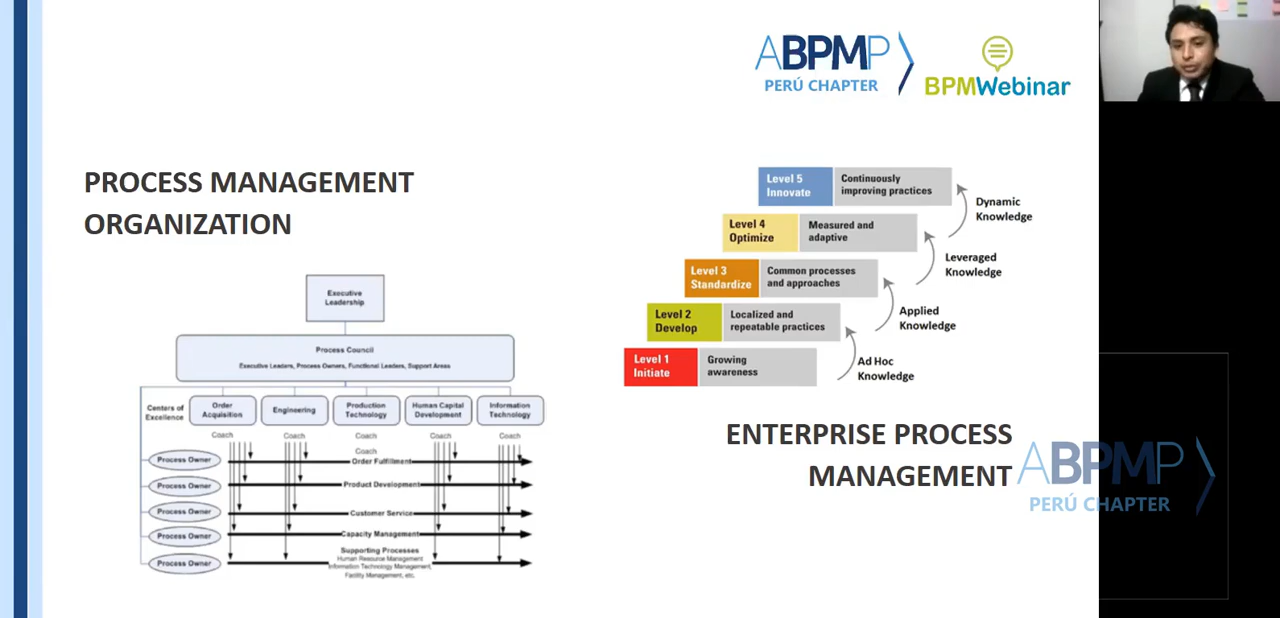 ABPMP
PERÚ CHAPTER
BPMWebinar
PROCESS MANAGEMENT
ORGANIZATION
Executive
Leadership
Process Council
Executive Leaders, Process Owners, Functional Leaders, Support Areas
Centers of
Excellence
Order
Acquisition
Engineering
Production
Technology
Human Capital
Development
Information
Technology
Coach
Coach
Coach
Coach
Coach
Coach
Process Owner
Order Fulfillment
Process Owner
Product Development
Process Owner
Customer Service
Process Owner
Capacity Management
Process Owner
Supporting Processes
Human Resource Management
Information Technology Management,
Facility Management, etc.
Level 5
Innovate
Continuously
improving practices
Dynamic
Knowledge
Level 4
Optimize
Measured and
adaptive
Leveraged
Knowledge
Level 3
Standardize
Common processes
and approaches
Applied
Knowledge
Level 2
Develop
Localized and
repeatable practices
Ad Hoc
Knowledge
Level 1
Initiate
Growing
awareness
ENTERPRISE PROCESS
MANAGEMENT
ABPMP
PERÚ CHAPTER